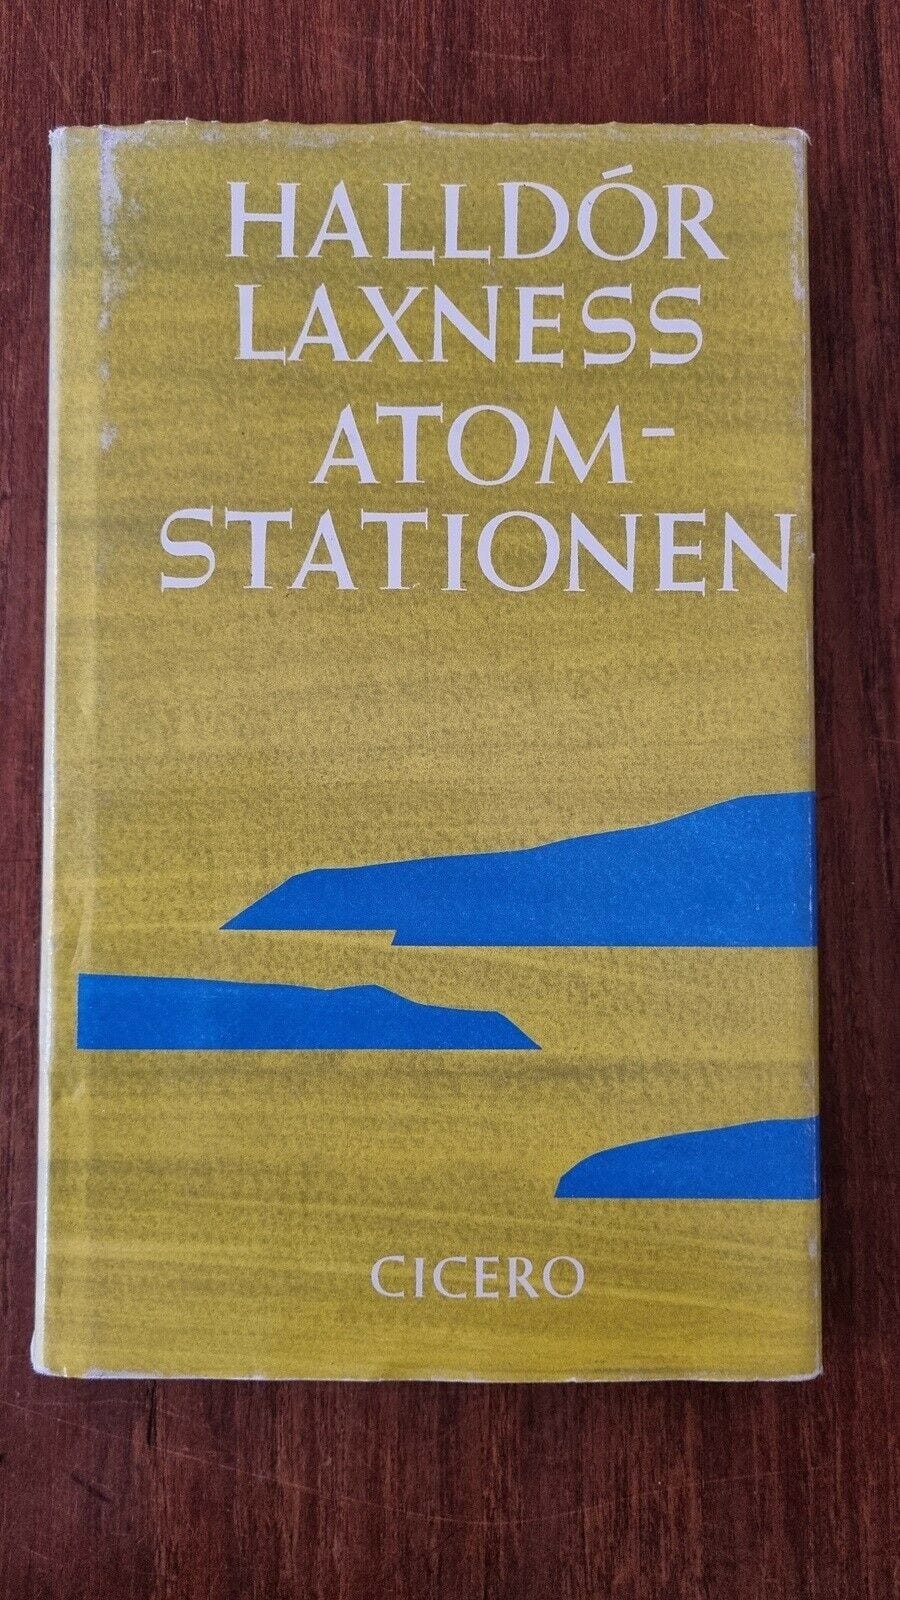 HALLDÓR
LAXNESS
ATOM-
STATIONEN
CICERO